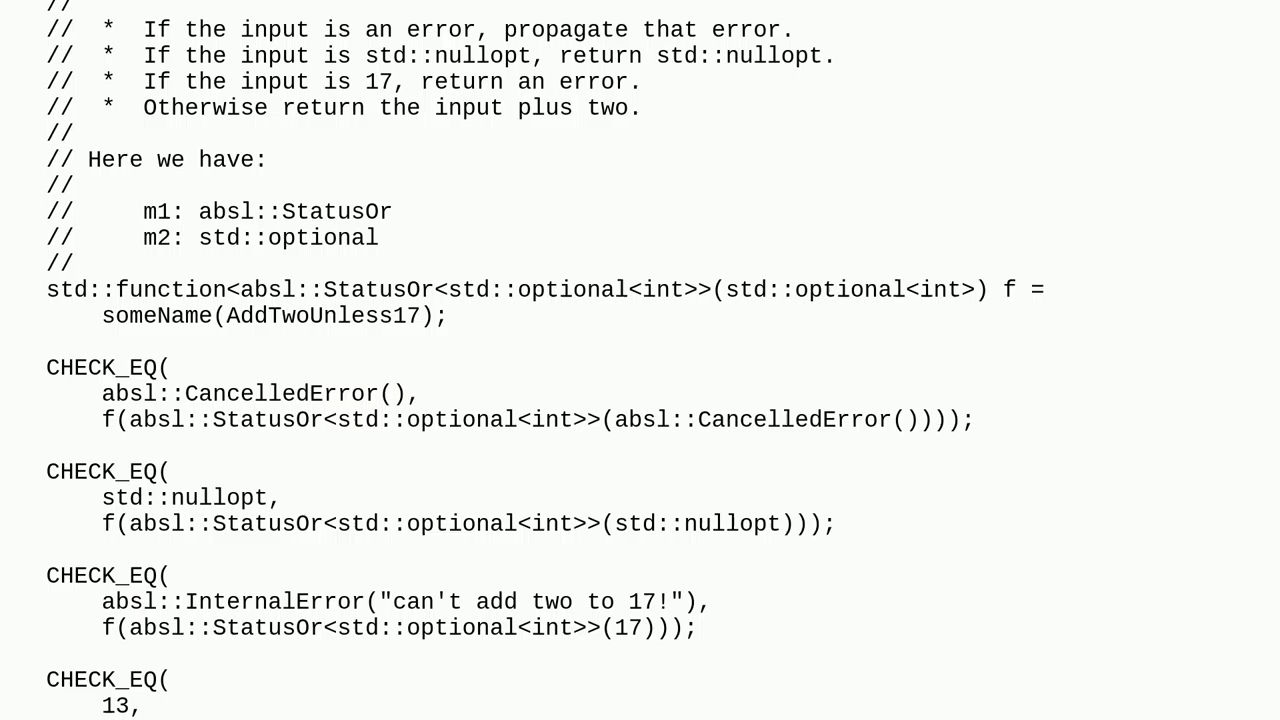 //
//  *  If the input is an error, propagate that error.
//  *  If the input is std::nullopt, return std::nullopt.
//  *  If the input is 17, return an error.
//  *  Otherwise return the input plus two.
//
// Here we have:
//
//     m1: absl::StatusOr
//     m2: std::optional
//
std::function<absl::StatusOr<std::optional<int>>(std::optional<int>) f =
    someName(AddTwoUnless17);

CHECK_EQ(
    absl::CancelledError(),
    f(absl::StatusOr<std::optional<int>>(absl::CancelledError())));

CHECK_EQ(
    std::nullopt,
    f(absl::StatusOr<std::optional<int>>(std::nullopt)));

CHECK_EQ(
    absl::InternalError("can't add two to 17!"),
    f(absl::StatusOr<std::optional<int>>(17)));

CHECK_EQ(
    13,